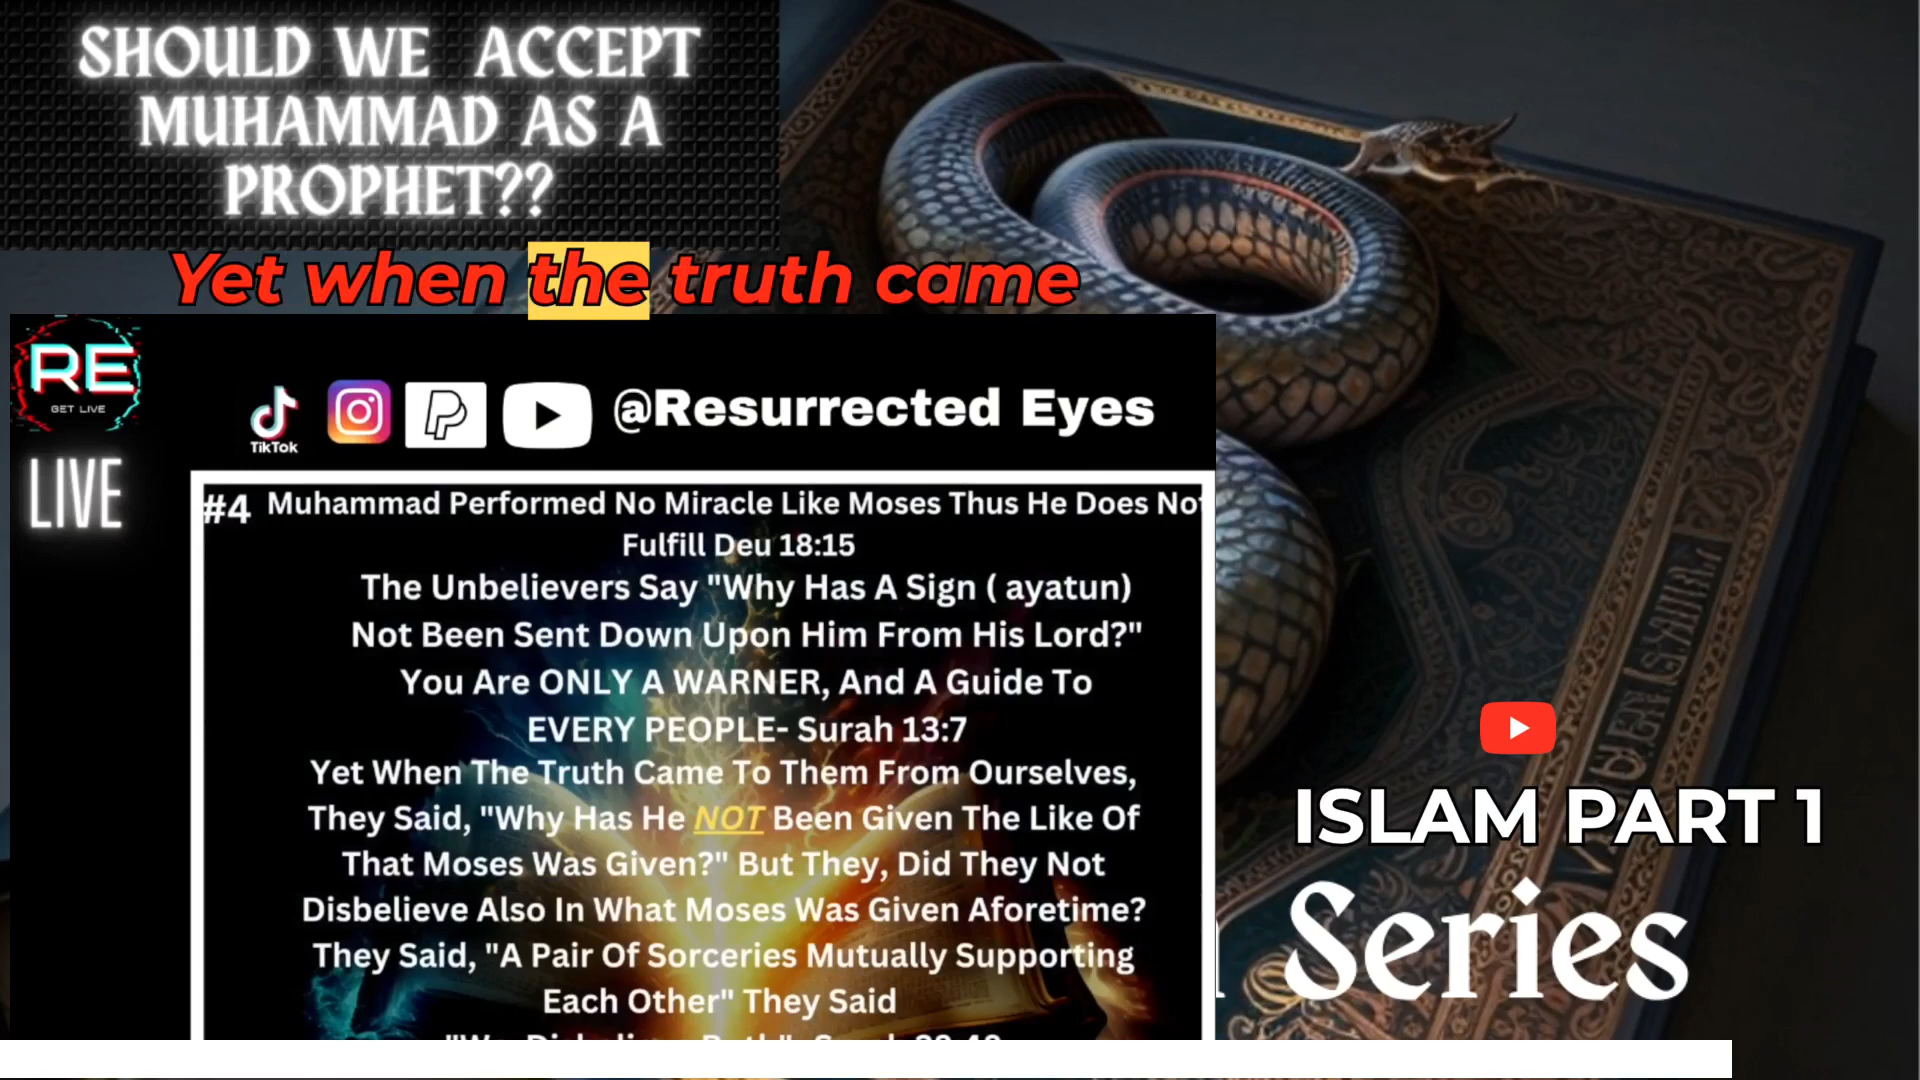 SHOULD WE ACCEPT
MUHAMMAD AS A
PROPHET??
Yet when the truth came
RE
GET LIVE
LIVE
TikTok
@Resurrected Eyes
#4 Muhammad Performed No Miracle Like Moses Thus He Does Not
Fulfill Deu 18:15
The Unbelievers Say "Why Has A Sign ( ayatun)
Not Been Sent Down Upon Him From His Lord?"
You Are ONLY A WARNER, And A Guide To
EVERY PEOPLE- Surah 13:7
Yet When The Truth Came To Them From Ourselves,
They Said, "Why Has He NOT Been Given The Like Of
That Moses Was Given?" But They, Did They Not
Disbelieve Also In What Moses Was Given Aforetime?
They Said, "A Pair Of Sorceries Mutually Supporting
Each Other" They Said
ISLAM PART 1
Series